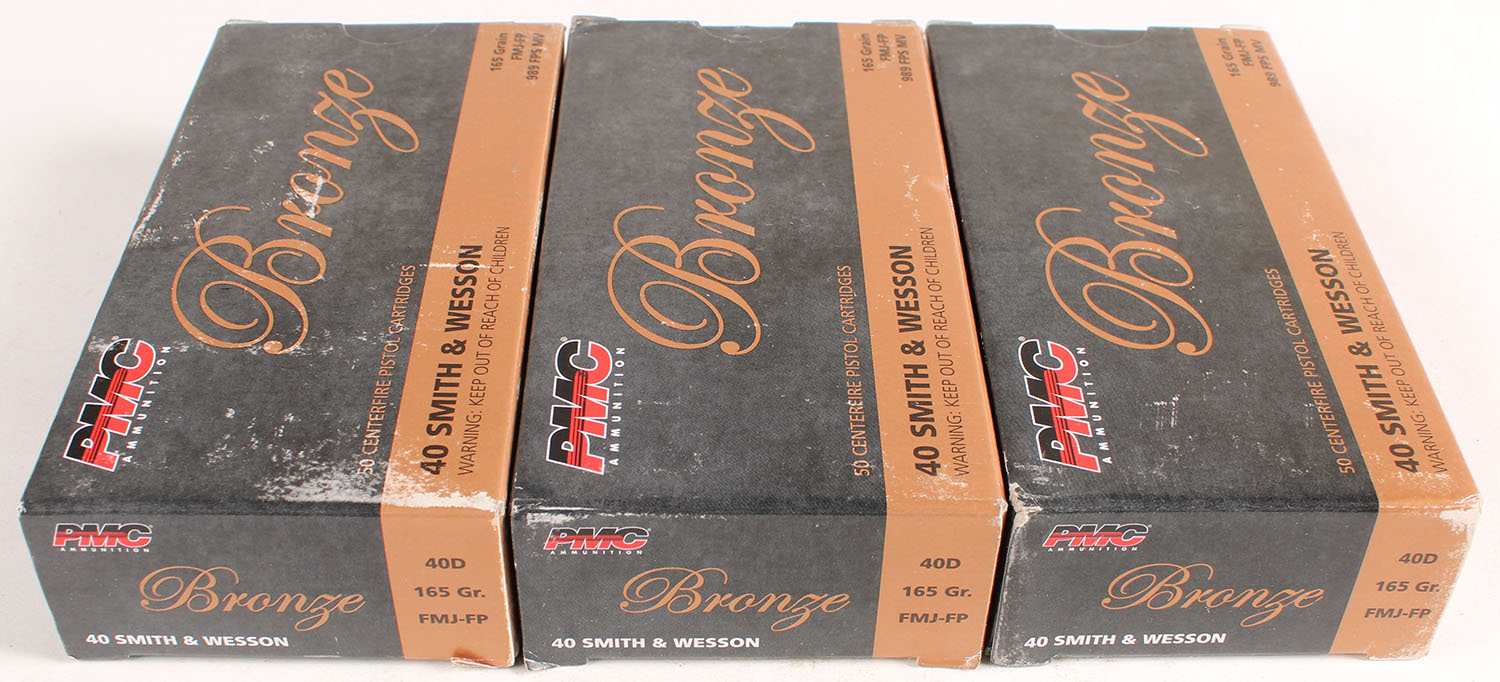 Bronze
165 Grain
FMJ-FP
989 FPS MV
PMC
AMMUNITION
50 CENTERFIRE PISTOL CARTRIDGES
40 SMITH & WESSON
WARNING: KEEP OUT OF REACH OF CHILDREN
PMC
AMMUNITION
Bronze
40 SMITH & WESSON
40D
165 Gr.
FMJ-FP
Bronze
165 Grain
FMJ-FP
989 FPS MV
PMC
AMMUNITION
50 CENTERFIRE PISTOL CARTRIDGES
40 SMITH & WESSON
WARNING: KEEP OUT OF REACH OF CHILDREN
PMC
AMMUNITION
Bronze
40 SMITH & WESSON
40D
165 Gr.
FMJ-FP
Bronze
165 Grain
FMJ-FP
989 FPS MV
PMC
AMMUNITION
50 CENTERFIRE PISTOL CARTRIDGES
40 SMITH & WESSON
WARNING: KEEP OUT OF REACH OF CHILDREN
PMC
AMMUNITION
Bronze
40 SMITH & WESSON
40D
165 Gr.
FMJ-FP